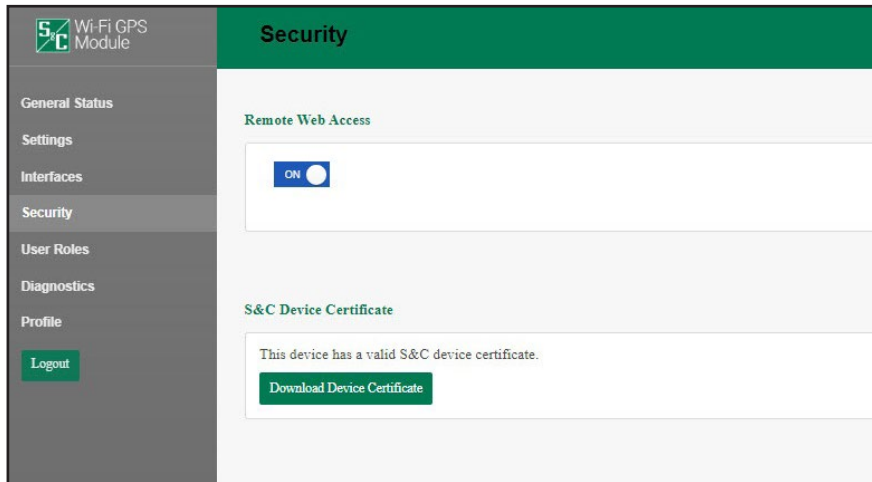 S&C Wi-Fi GPS
Module
Security
General Status
Settings
Interfaces
Security
User Roles
Diagnostics
Profile
Logout
Remote Web Access
ON
S&C Device Certificate
This device has a valid S&C device certificate.
Download Device Certificate